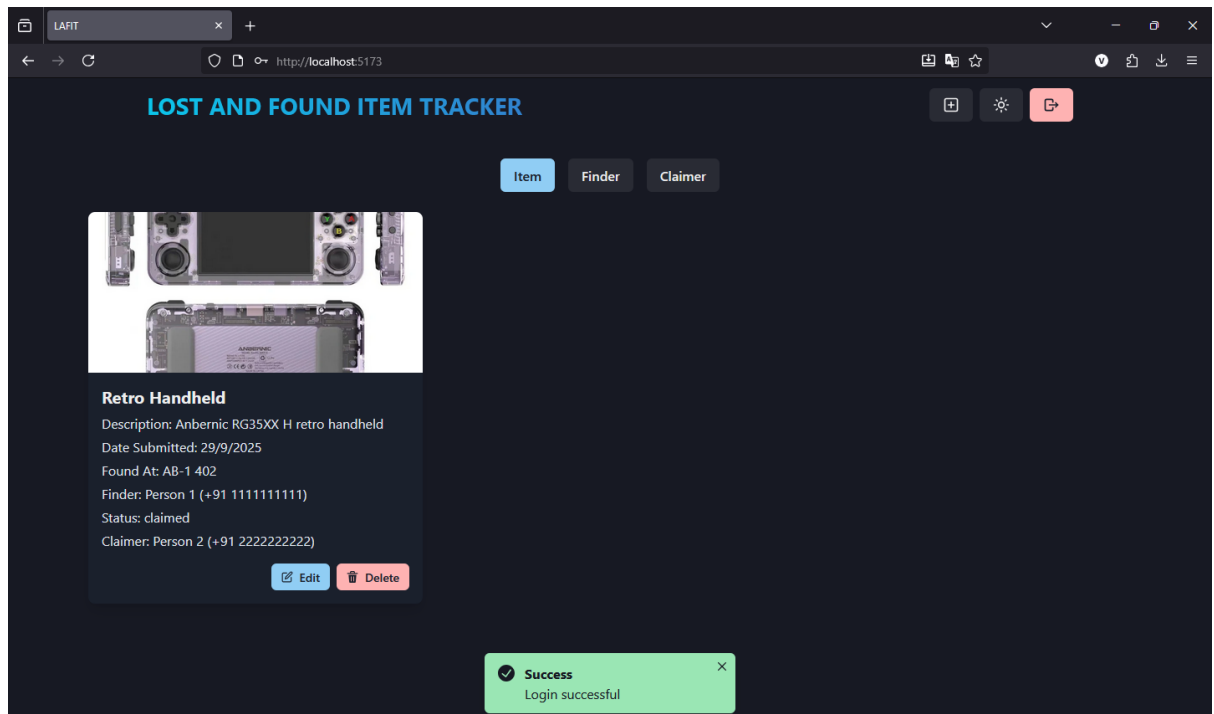 LAFIT
http://localhost:5173
LOST AND FOUND ITEM TRACKER
Item
Finder
Claimer
ANBERNIC
Retro Handheld
Description: Anbernic RG35XX H retro handheld
Date Submitted: 29/9/2025
Found At: AB-1 402
Finder: Person 1 (+91 1111111111)
Status: claimed
Claimer: Person 2 (+91 2222222222)
Edit
Delete
Success
Login successful